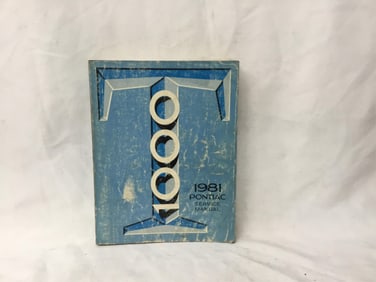 T
1000
1981
PONTIAC
SERVICE
MANUAL